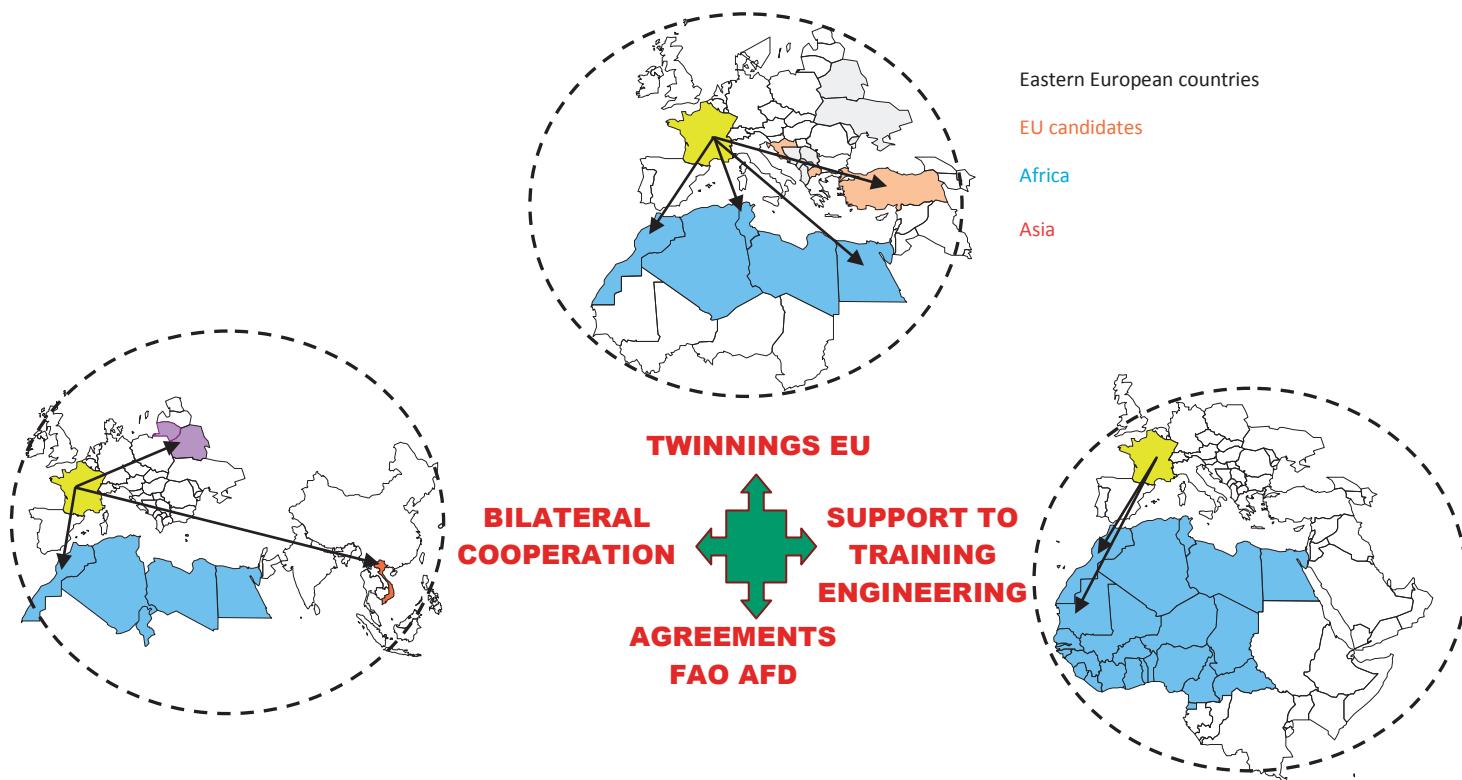 Eastern European countries
EU candidates
Africa
Asia
TWINNINGS EU
BILATERAL
COOPERATION
SUPPORT TO
TRAINING
ENGINEERING
AGREEMENTS
FAO AFD